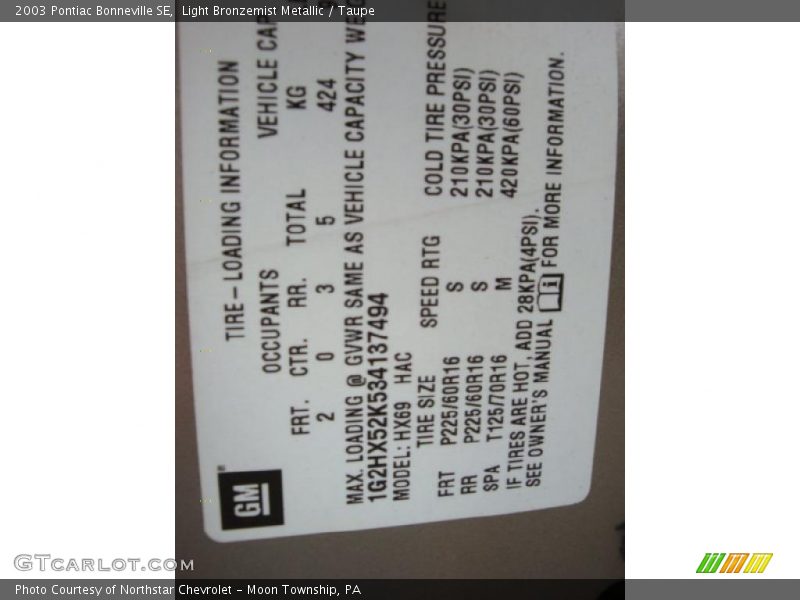 2003 Pontiac Bonneville SE, Light Bronzemist Metallic / Taupe
GM
TIRE-LOADING INFORMATION
OCCUPANTS VEHICLE CAP
FRT. CTR. RR. TOTAL KG
2 0 3 5 424
MAX. LOADING @ GVWR SAME AS VEHICLE CAPACITY
1G2HX52K534137494
MODEL: HX69 HAC
TIRE SIZE SPEED RTG COLD TIRE PRESSURE
FRT P225/60R16 S 210KPA(30PSI)
RR P225/60R16 S 210KPA(30PSI)
SPA T125/70R16 M 420KPA(60PSI)
IF TIRES ARE HOT, ADD 28KPA(4PSI).
SEE OWNER'S MANUAL i FOR MORE INFORMATION.
GTcarlot.com
Photo Courtesy of Northstar Chevrolet - Moon Township, PA